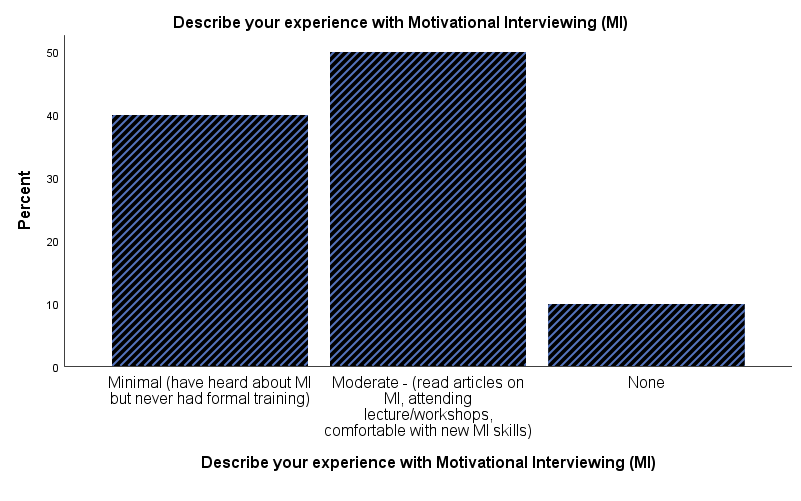 Describe your experience with Motivational Interviewing (MI)
Percent
50
40
30
20
10
0
Minimal (have heard about MI
but never had formal training)
Moderate - (read articles on
MI, attending
lecture/workshops,
comfortable with new MI skills)
None
Describe your experience with Motivational Interviewing (MI)